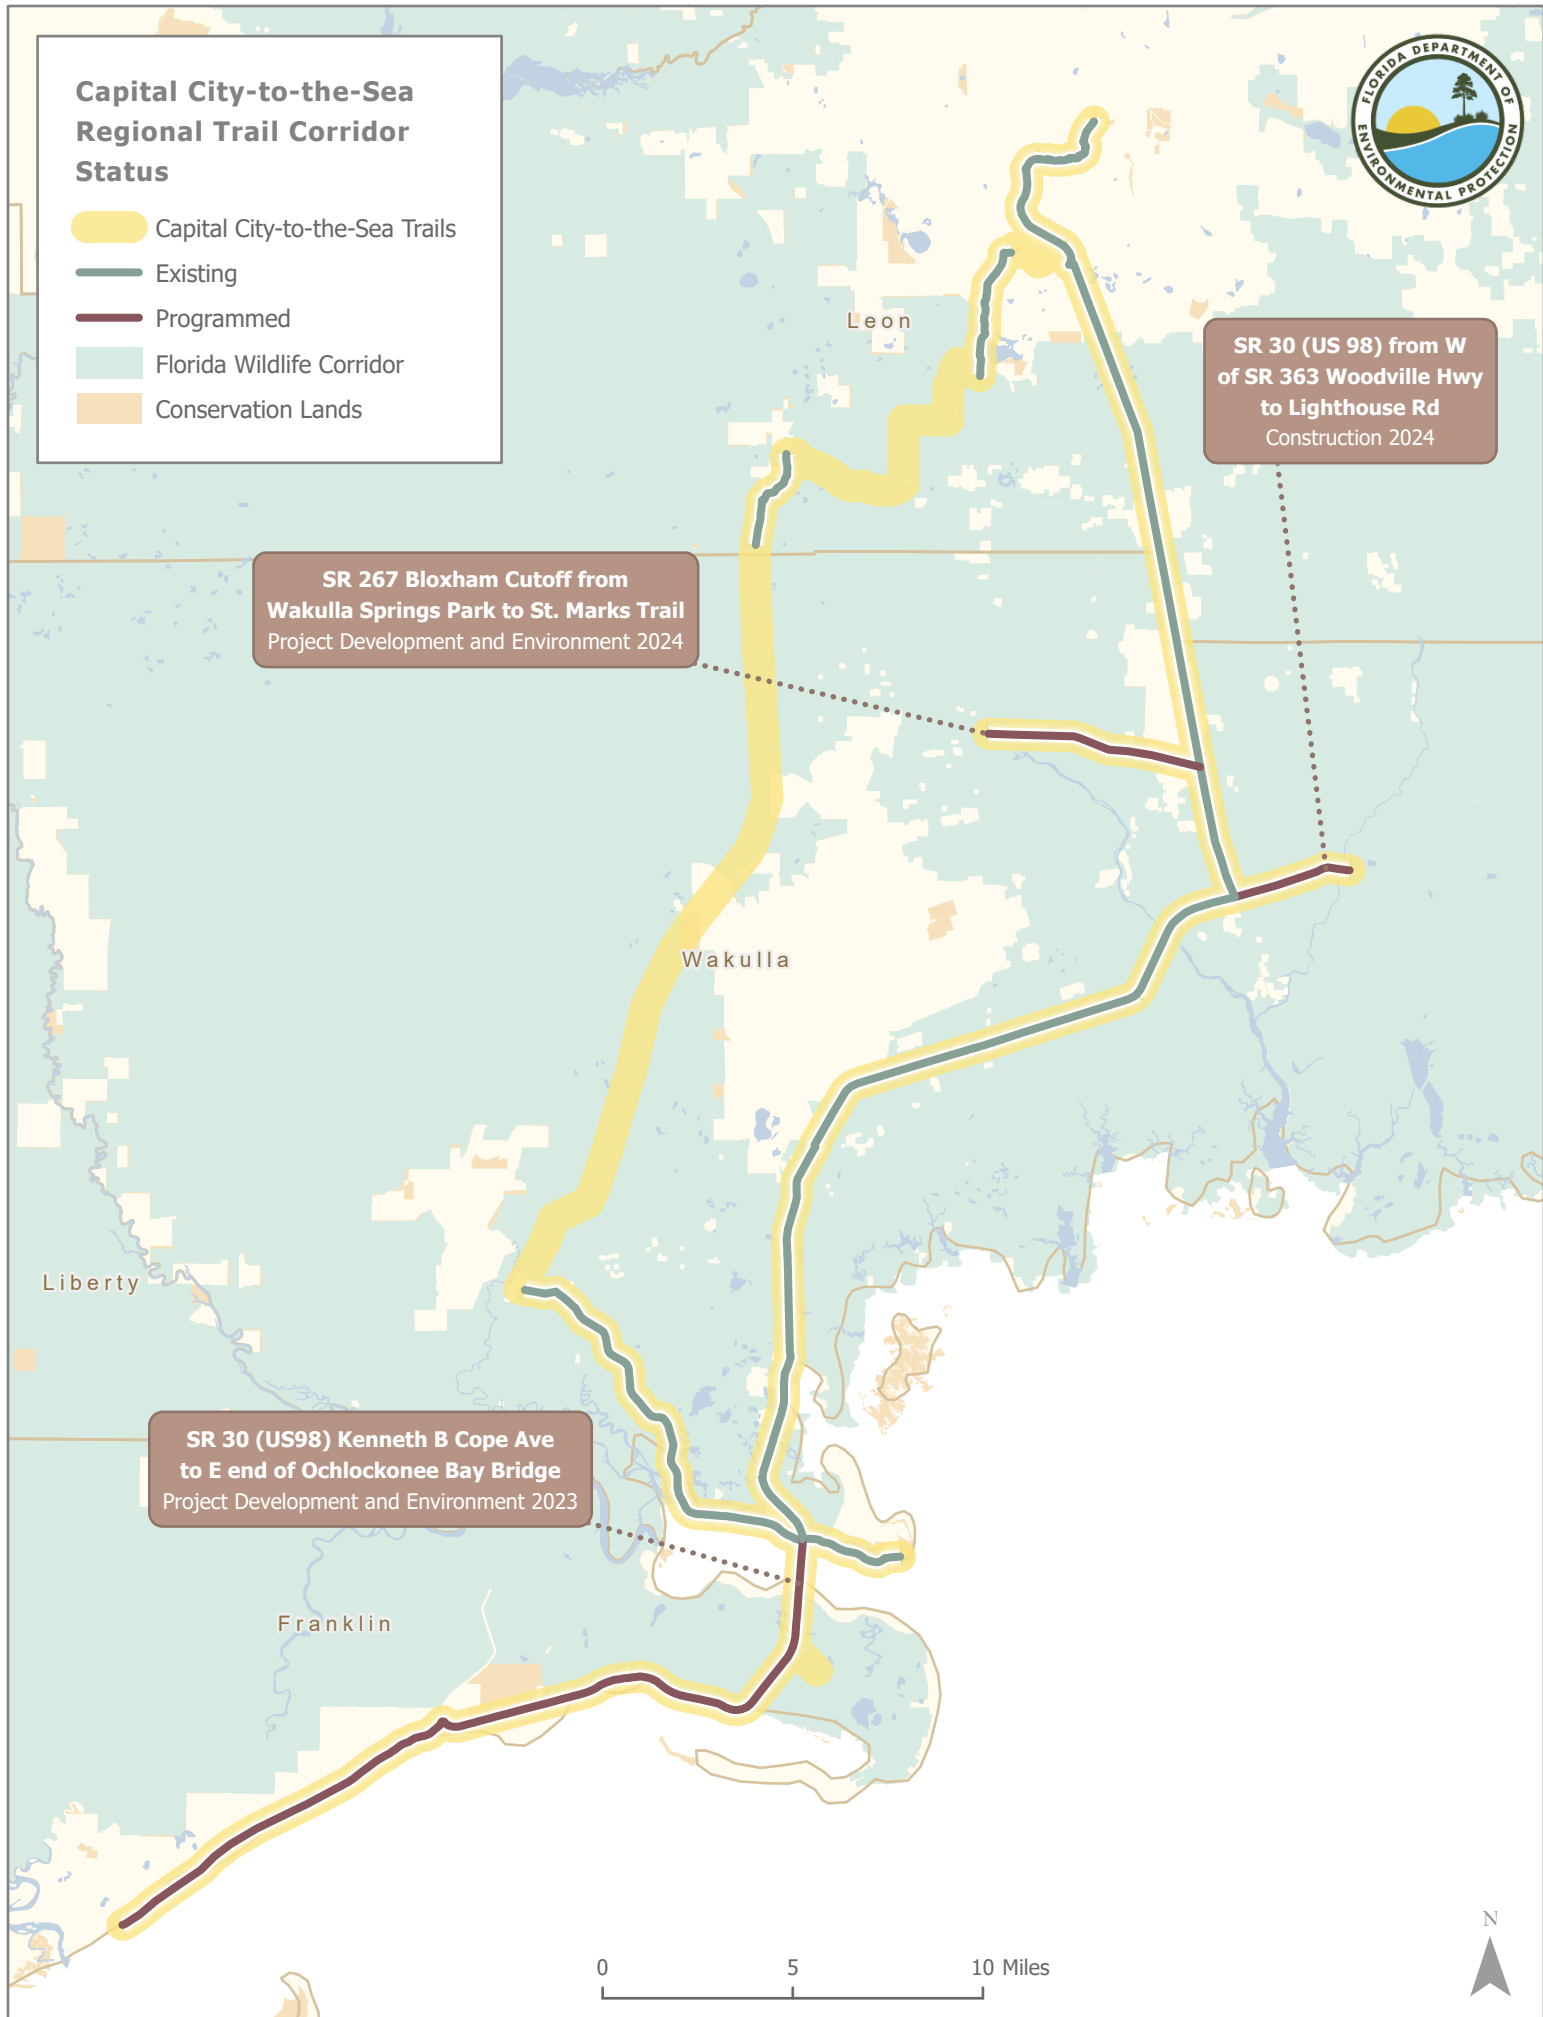 Capital City-to-the-Sea
Regional Trail Corridor
Status
Capital City-to-the-Sea Trails
Existing
Programmed
Florida Wildlife Corridor
Conservation Lands
FLORIDA DEPARTMENT OF
ENVIRONMENTAL PROTECTION
Leon
SR 30 (US 98) from W
of SR 363 Woodville Hwy
to Lighthouse Rd
Construction 2024
SR 267 Bloxham Cutoff from
Wakulla Springs Park to St. Marks Trail
Project Development and Environment 2024
Wakulla
Liberty
SR 30 (US98) Kenneth B Cope Ave
to E end of Ochlockonee Bay Bridge
Project Development and Environment 2023
Franklin
N
0 5 10 Miles